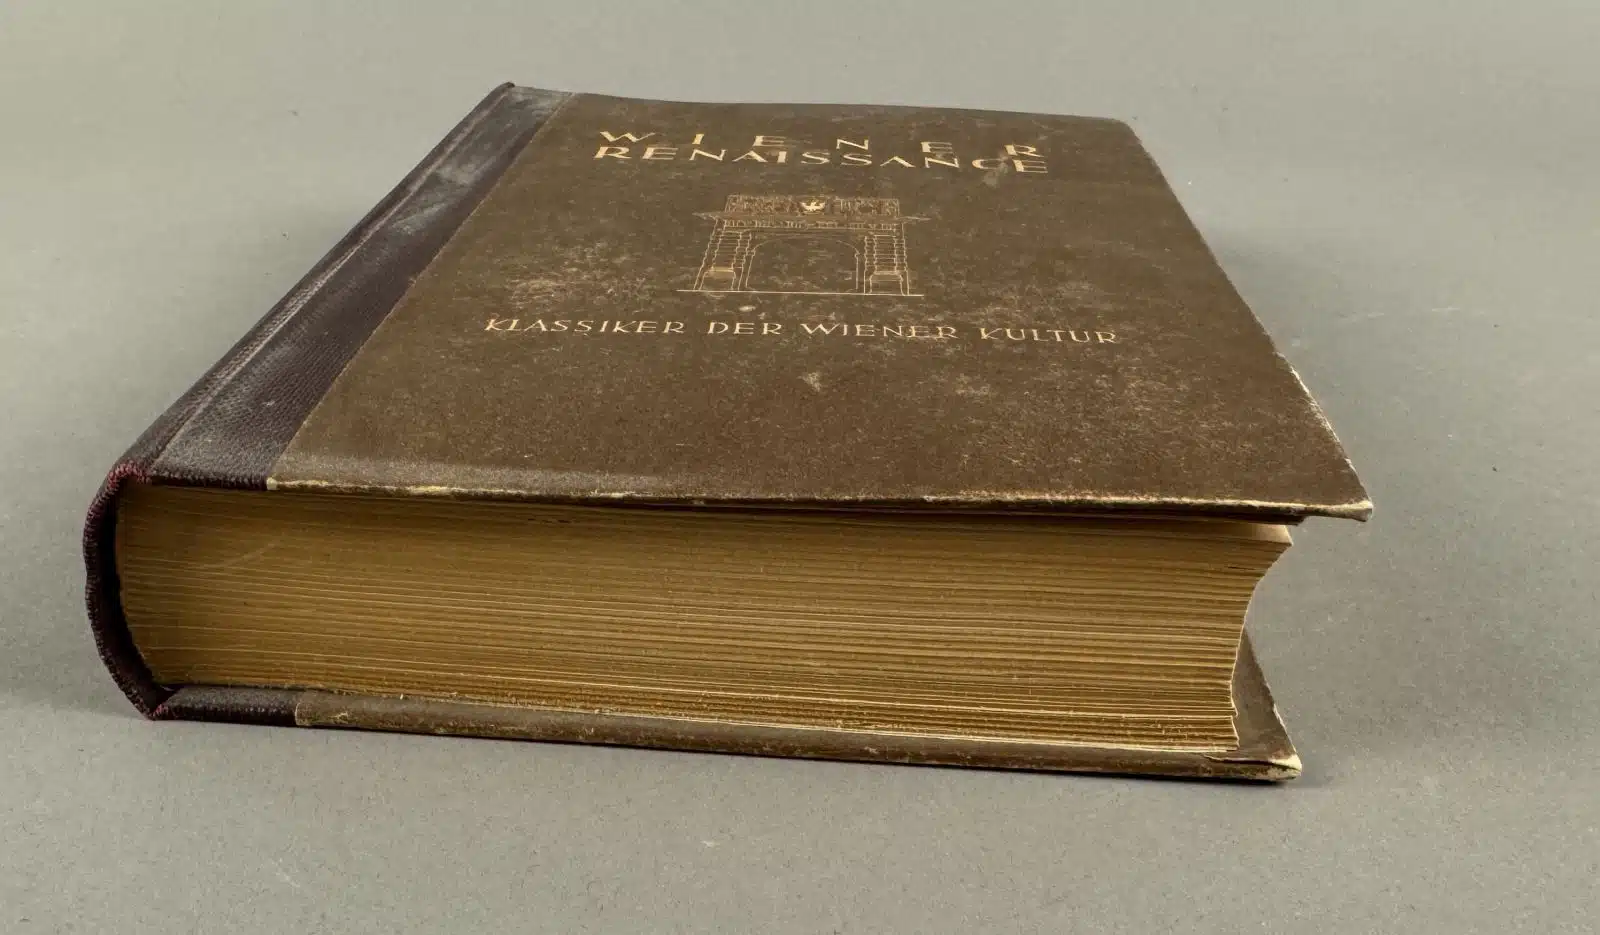 WIENER
RENAISSANCE
KLASSIKER DER WIENER KULTUR